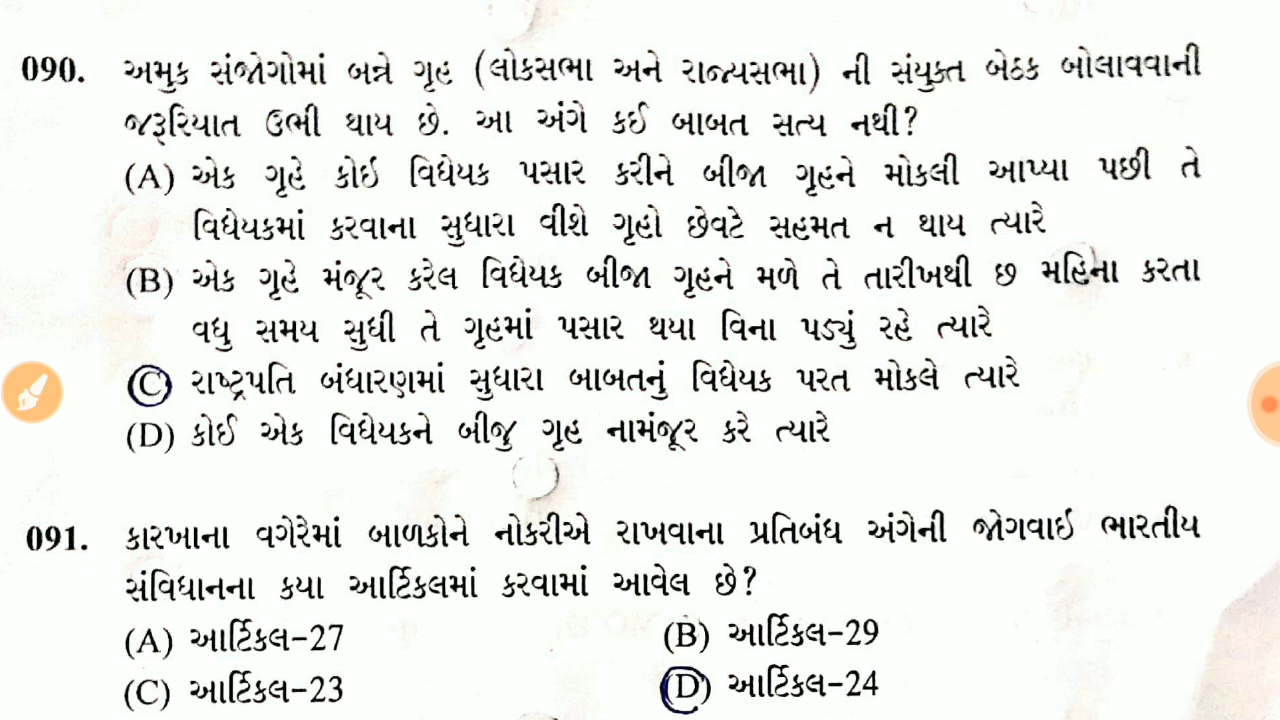 090. અમુક સંજોગોમાં બન્ને ગૃહ (લોકસભા અને રાજ્યસભા) ની સંયુક્ત બેઠક બોલાવવાની
જરૂરિયાત ઉભી થાય છે. આ અંગે કઈ બાબત સત્ય નથી?
(A) એક ગૃહે કોઇ વિધેયક પસાર કરીને બીજા ગૃહને મોકલી આપ્યા પછી તે
વિધેયકમાં કરવાના સુધારા વીશે ગૃહો છેવટે સહમત ન થાય ત્યારે
(B) એક ગૃહે મંજૂર કરેલ વિધેયક બીજા ગૃહને મળે તે તારીખથી છ મહિના કરતા
વધુ સમય સુધી તે ગૃહમાં પસાર થયા વિના પડ્યું રહે ત્યારે
(C) રાષ્ટ્રપતિ બંધારણમાં સુધારા બાબતનું વિધેયક પરત મોકલે ત્યારે
(D) કોઈ એક વિધેયકને બીજુ ગૃહ નામંજૂર કરે ત્યારે
091. કારખાના વગેરેમાં બાળકોને નોકરીએ રાખવાના પ્રતિબંધ અંગેની જોગવાઇ ભારતીય
સંવિધાનના કયા આર્ટિકલમાં કરવામાં આવેલ છે?
(A) આર્ટિકલ-27 (B) આર્ટિકલ-29
(C) આર્ટિકલ-23 (D) આર્ટિકલ-24